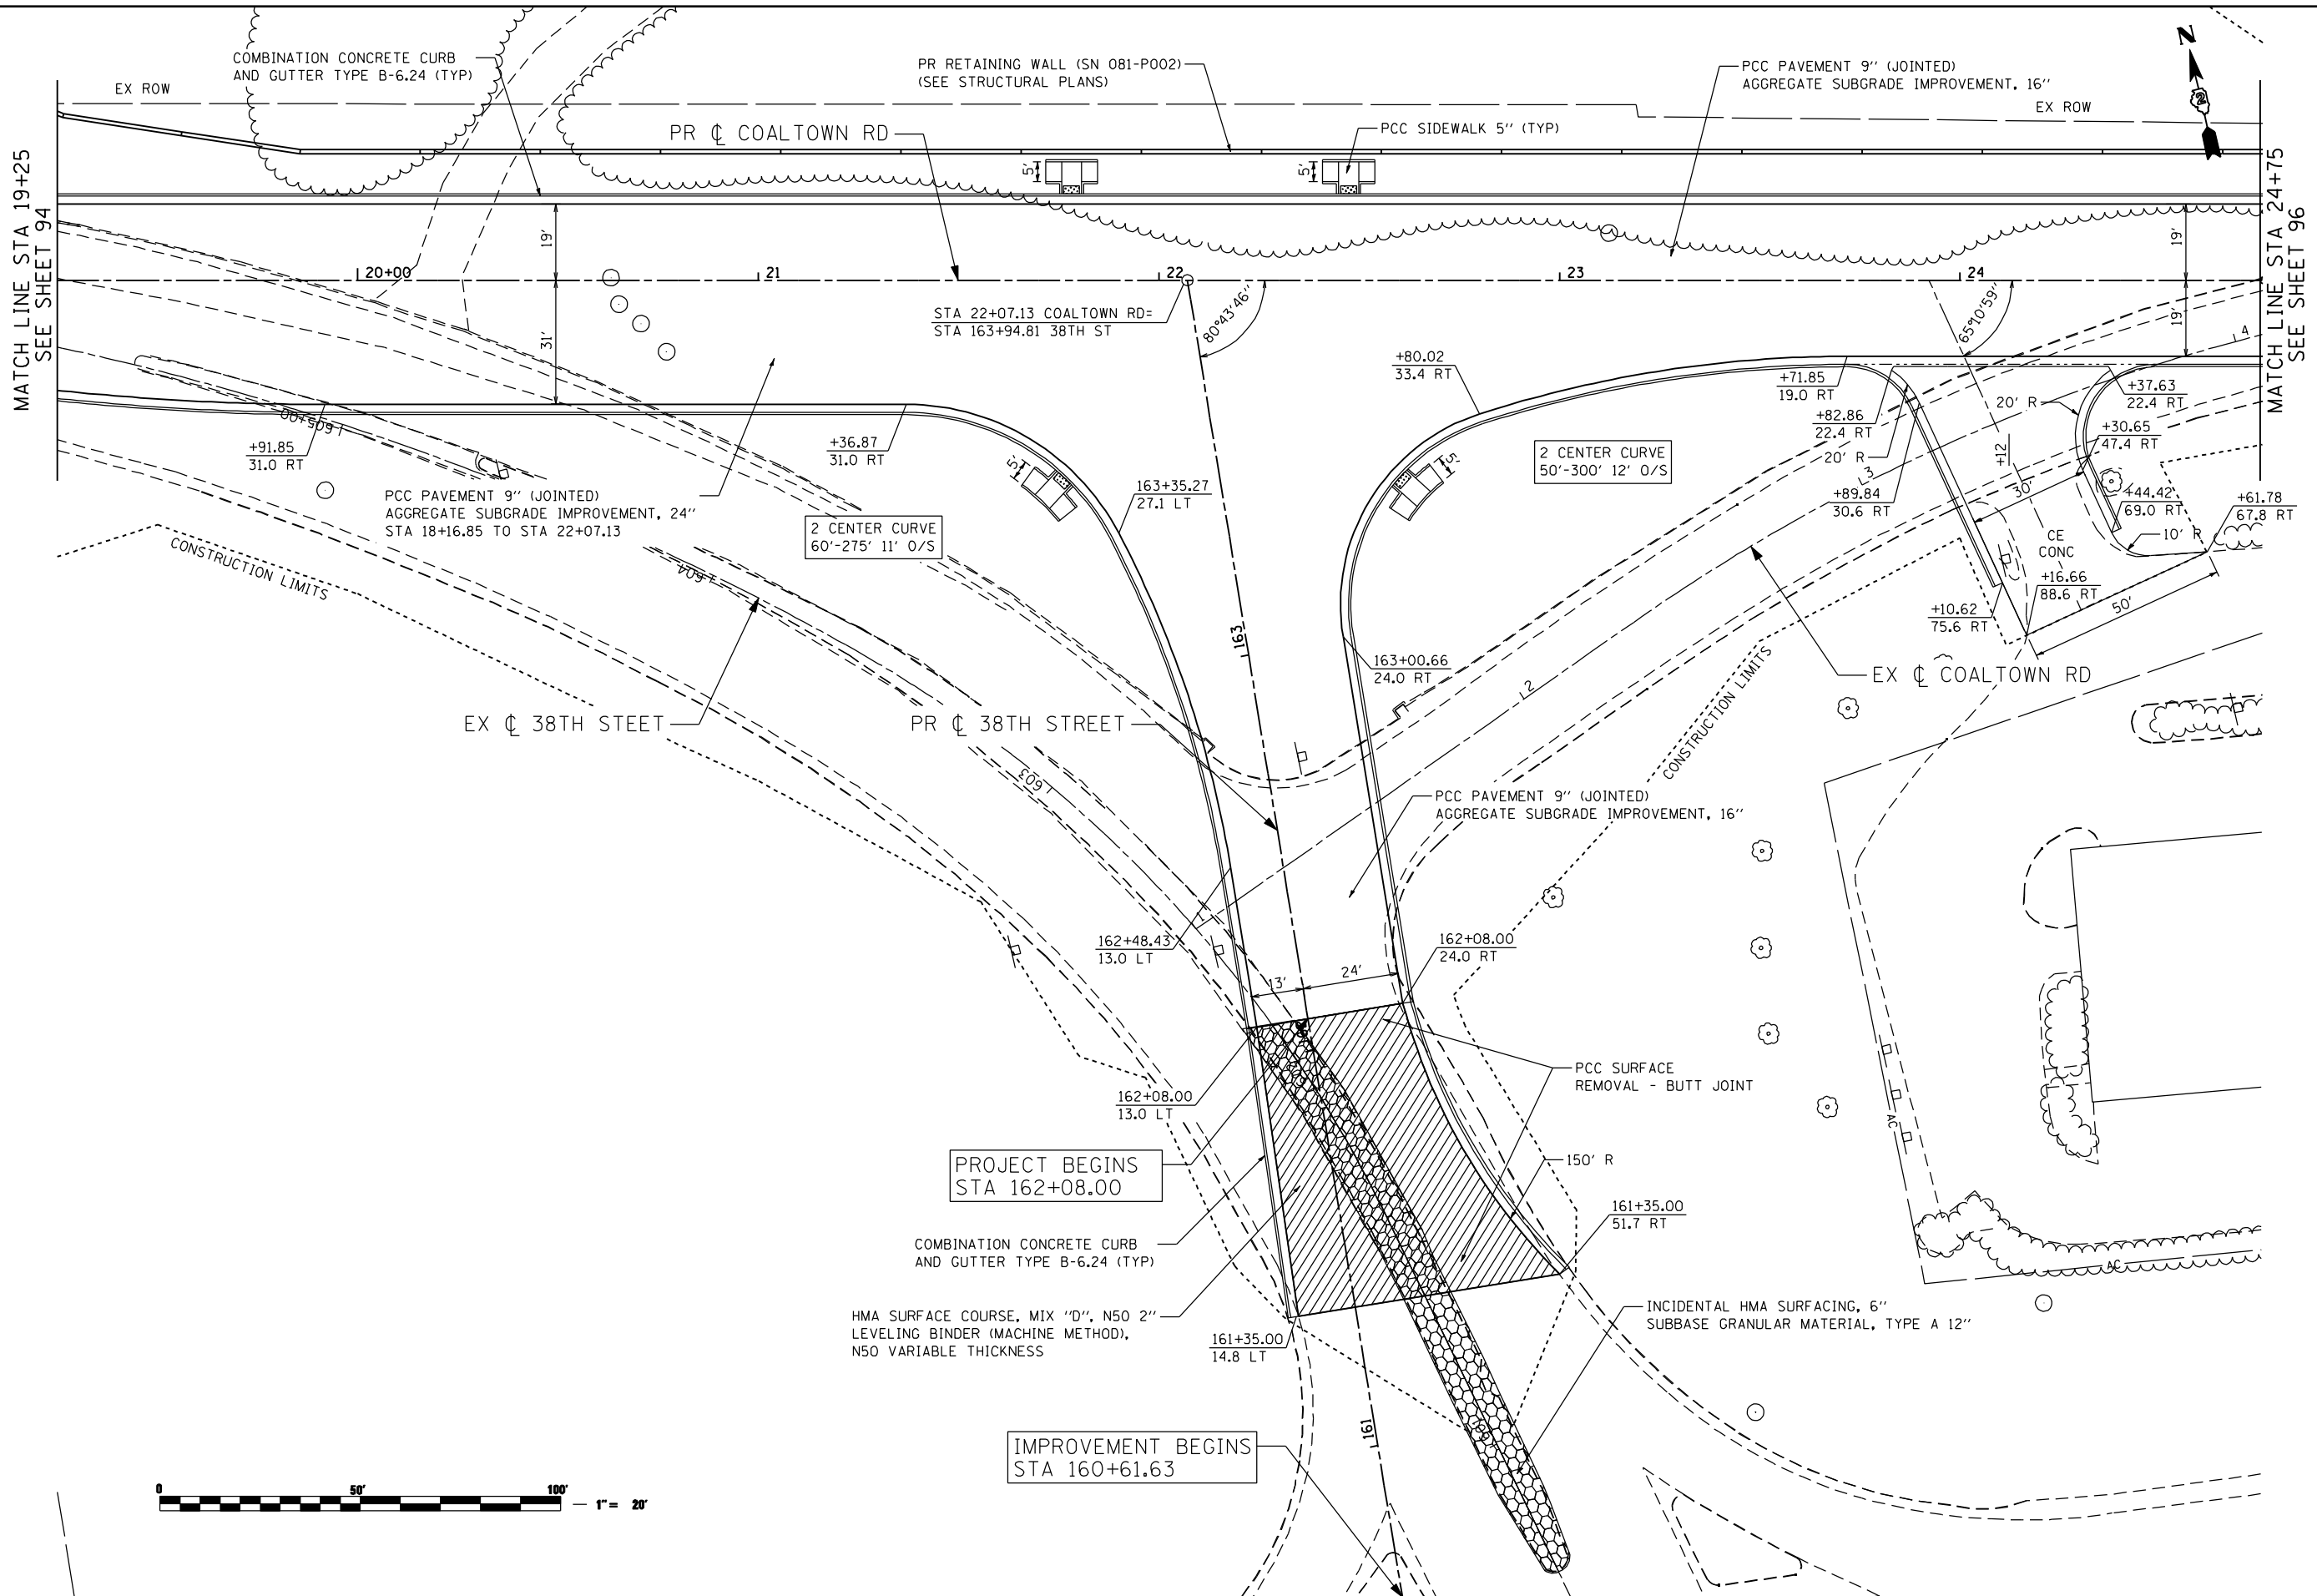 COMBINATION CONCRETE CURB
AND GUTTER TYPE B-6.24 (TYP)
PR RETAINING WALL (SN 081-P002)
(SEE STRUCTURAL PLANS)
PCC PAVEMENT 9" (JOINTED)
AGGREGATE SUBGRADE IMPROVEMENT, 16"
N
2
EX ROW
EX ROW
PR ℄ COALTOWN RD
PCC SIDEWALK 5" (TYP)
5'
5'
MATCH LINE STA 19+25
SEE SHEET 94
MATCH LINE STA 24+75
SEE SHEET 96
19'
19'
20+00
21
22
23
24
31'
19'
STA 22+07.13 COALTOWN RD=
STA 163+94.81 38TH ST
80°43'46"
65°10'59"
L4
+80.02
33.4 RT
+71.85
19.0 RT
+37.63
22.4 RT
+82.86
22.4 RT
20' R
+30.65
47.4 RT
20' R
+12
L3
30'
1605+00
+91.85
31.0 RT
+36.87
31.0 RT
5'
5'
2 CENTER CURVE
50'-300' 12' O/S
163+35.27
27.1 LT
+89.84
30.6 RT
+44.42
69.0 RT
+61.78
67.8 RT
10' R
PCC PAVEMENT 9" (JOINTED)
AGGREGATE SUBGRADE IMPROVEMENT, 24"
STA 18+16.85 TO STA 22+07.13
2 CENTER CURVE
60'-275' 11' O/S
CE
CONC
CONSTRUCTION LIMITS
1604
+16.66
88.6 RT
50'
+10.62
75.6 RT
163
163+00.66
24.0 RT
EX ℄ COALTOWN RD
L2
CONSTRUCTION LIMITS
EX ℄ 38TH STEET
PR ℄ 38TH STREET
1603
PCC PAVEMENT 9" (JOINTED)
AGGREGATE SUBGRADE IMPROVEMENT, 16"
162+48.43
13.0 LT
162+08.00
24.0 RT
13'
24'
PCC SURFACE
REMOVAL - BUTT JOINT
162+08.00
13.0 LT
AC
PROJECT BEGINS
STA 162+08.00
150' R
161+35.00
51.7 RT
COMBINATION CONCRETE CURB
AND GUTTER TYPE B-6.24 (TYP)
AC
HMA SURFACE COURSE, MIX "D", N50 2"
LEVELING BINDER (MACHINE METHOD),
N50 VARIABLE THICKNESS
161+35.00
14.8 LT
INCIDENTAL HMA SURFACING, 6"
SUBBASE GRANULAR MATERIAL, TYPE A 12"
161
IMPROVEMENT BEGINS
STA 160+61.63
0 50' 100'
1" = 20'